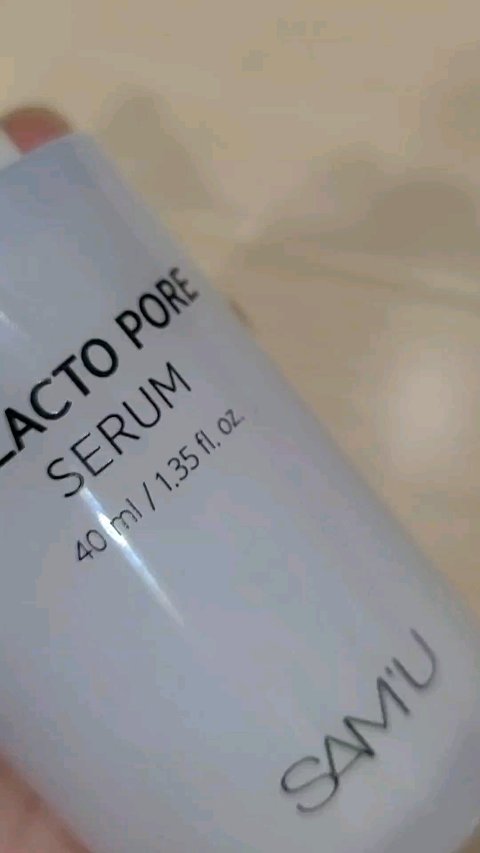 LACTO PORE
SERUM
40 ml / 1.35 fl. oz.
SAM'U